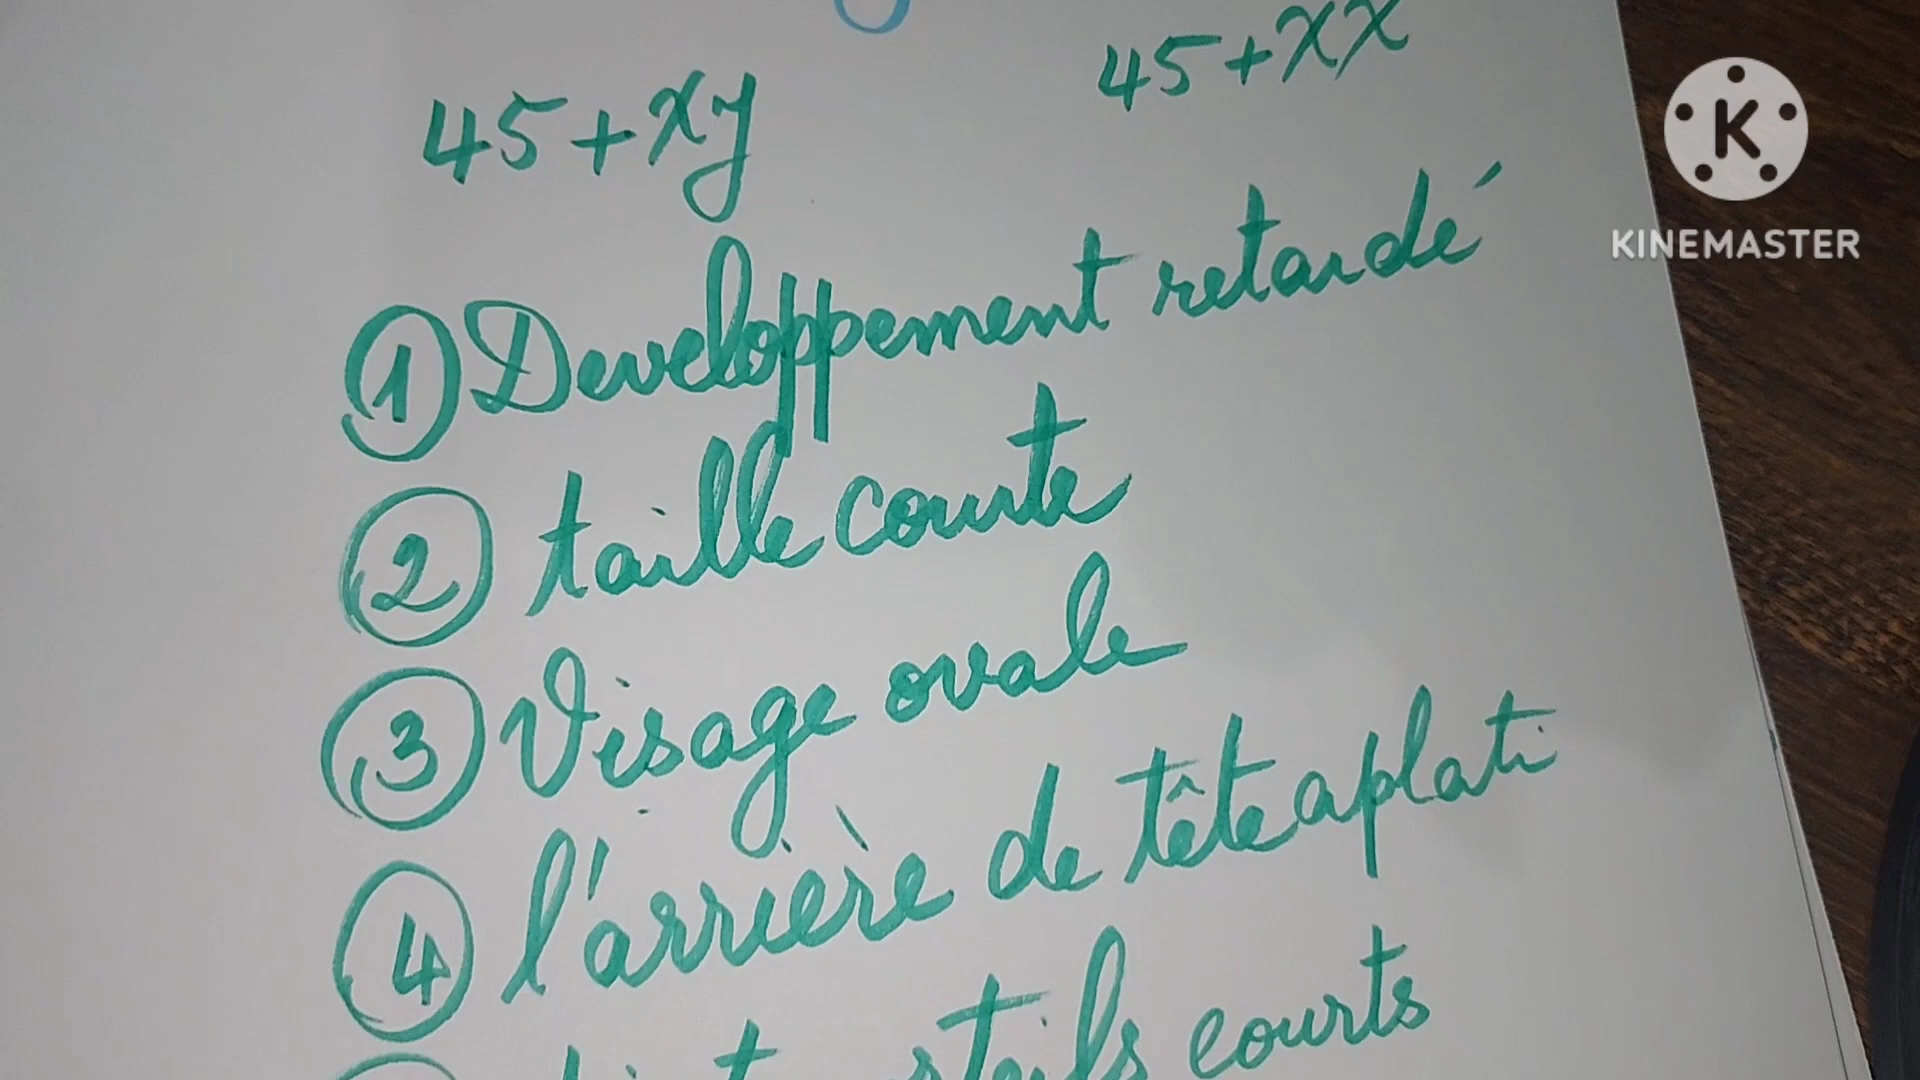 45+xy 45+XX
① Developpement retardé
② taille courte
③ Visage ovale
④ l'arrière de tête aplati
courts
KINEMASTER